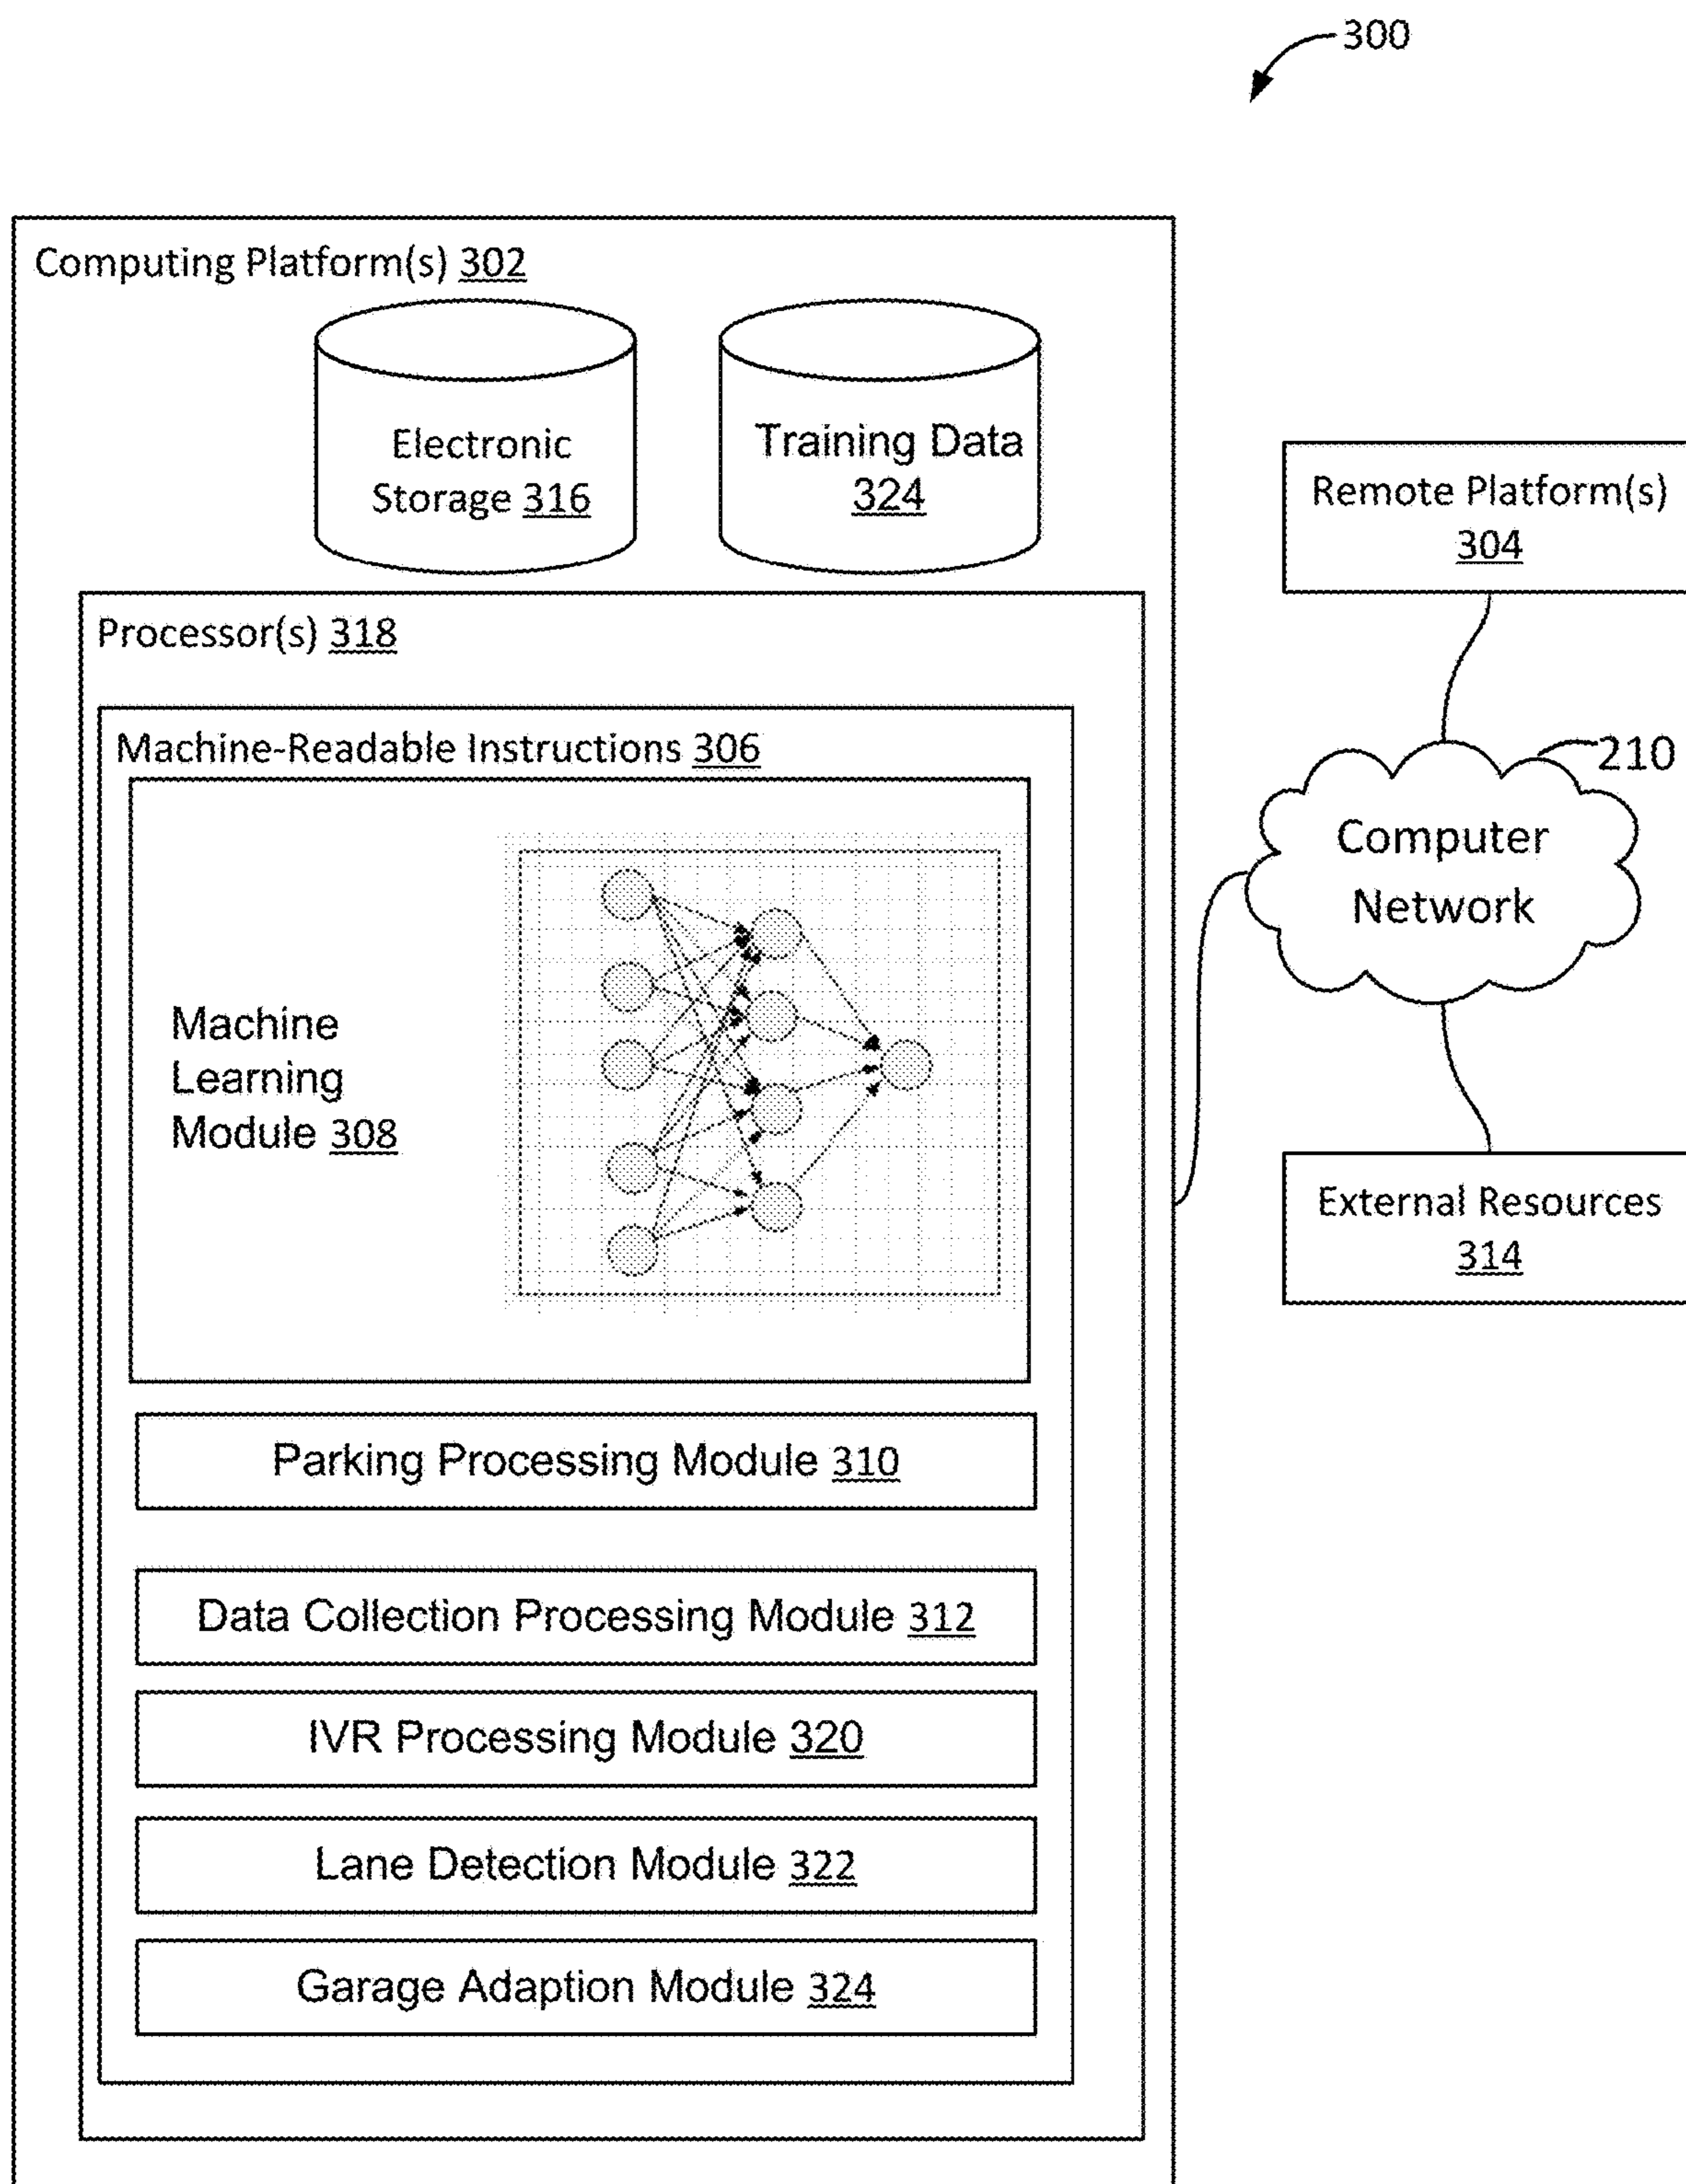 300
Computing Platform(s) 302
Electronic
Storage 316
Training Data
324
Remote Platform(s)
304
Processor(s) 318
Machine-Readable Instructions 306
210
Computer
Network
Machine
Learning
Module 308
External Resources
314
Parking Processing Module 310
Data Collection Processing Module 312
IVR Processing Module 320
Lane Detection Module 322
Garage Adaption Module 324